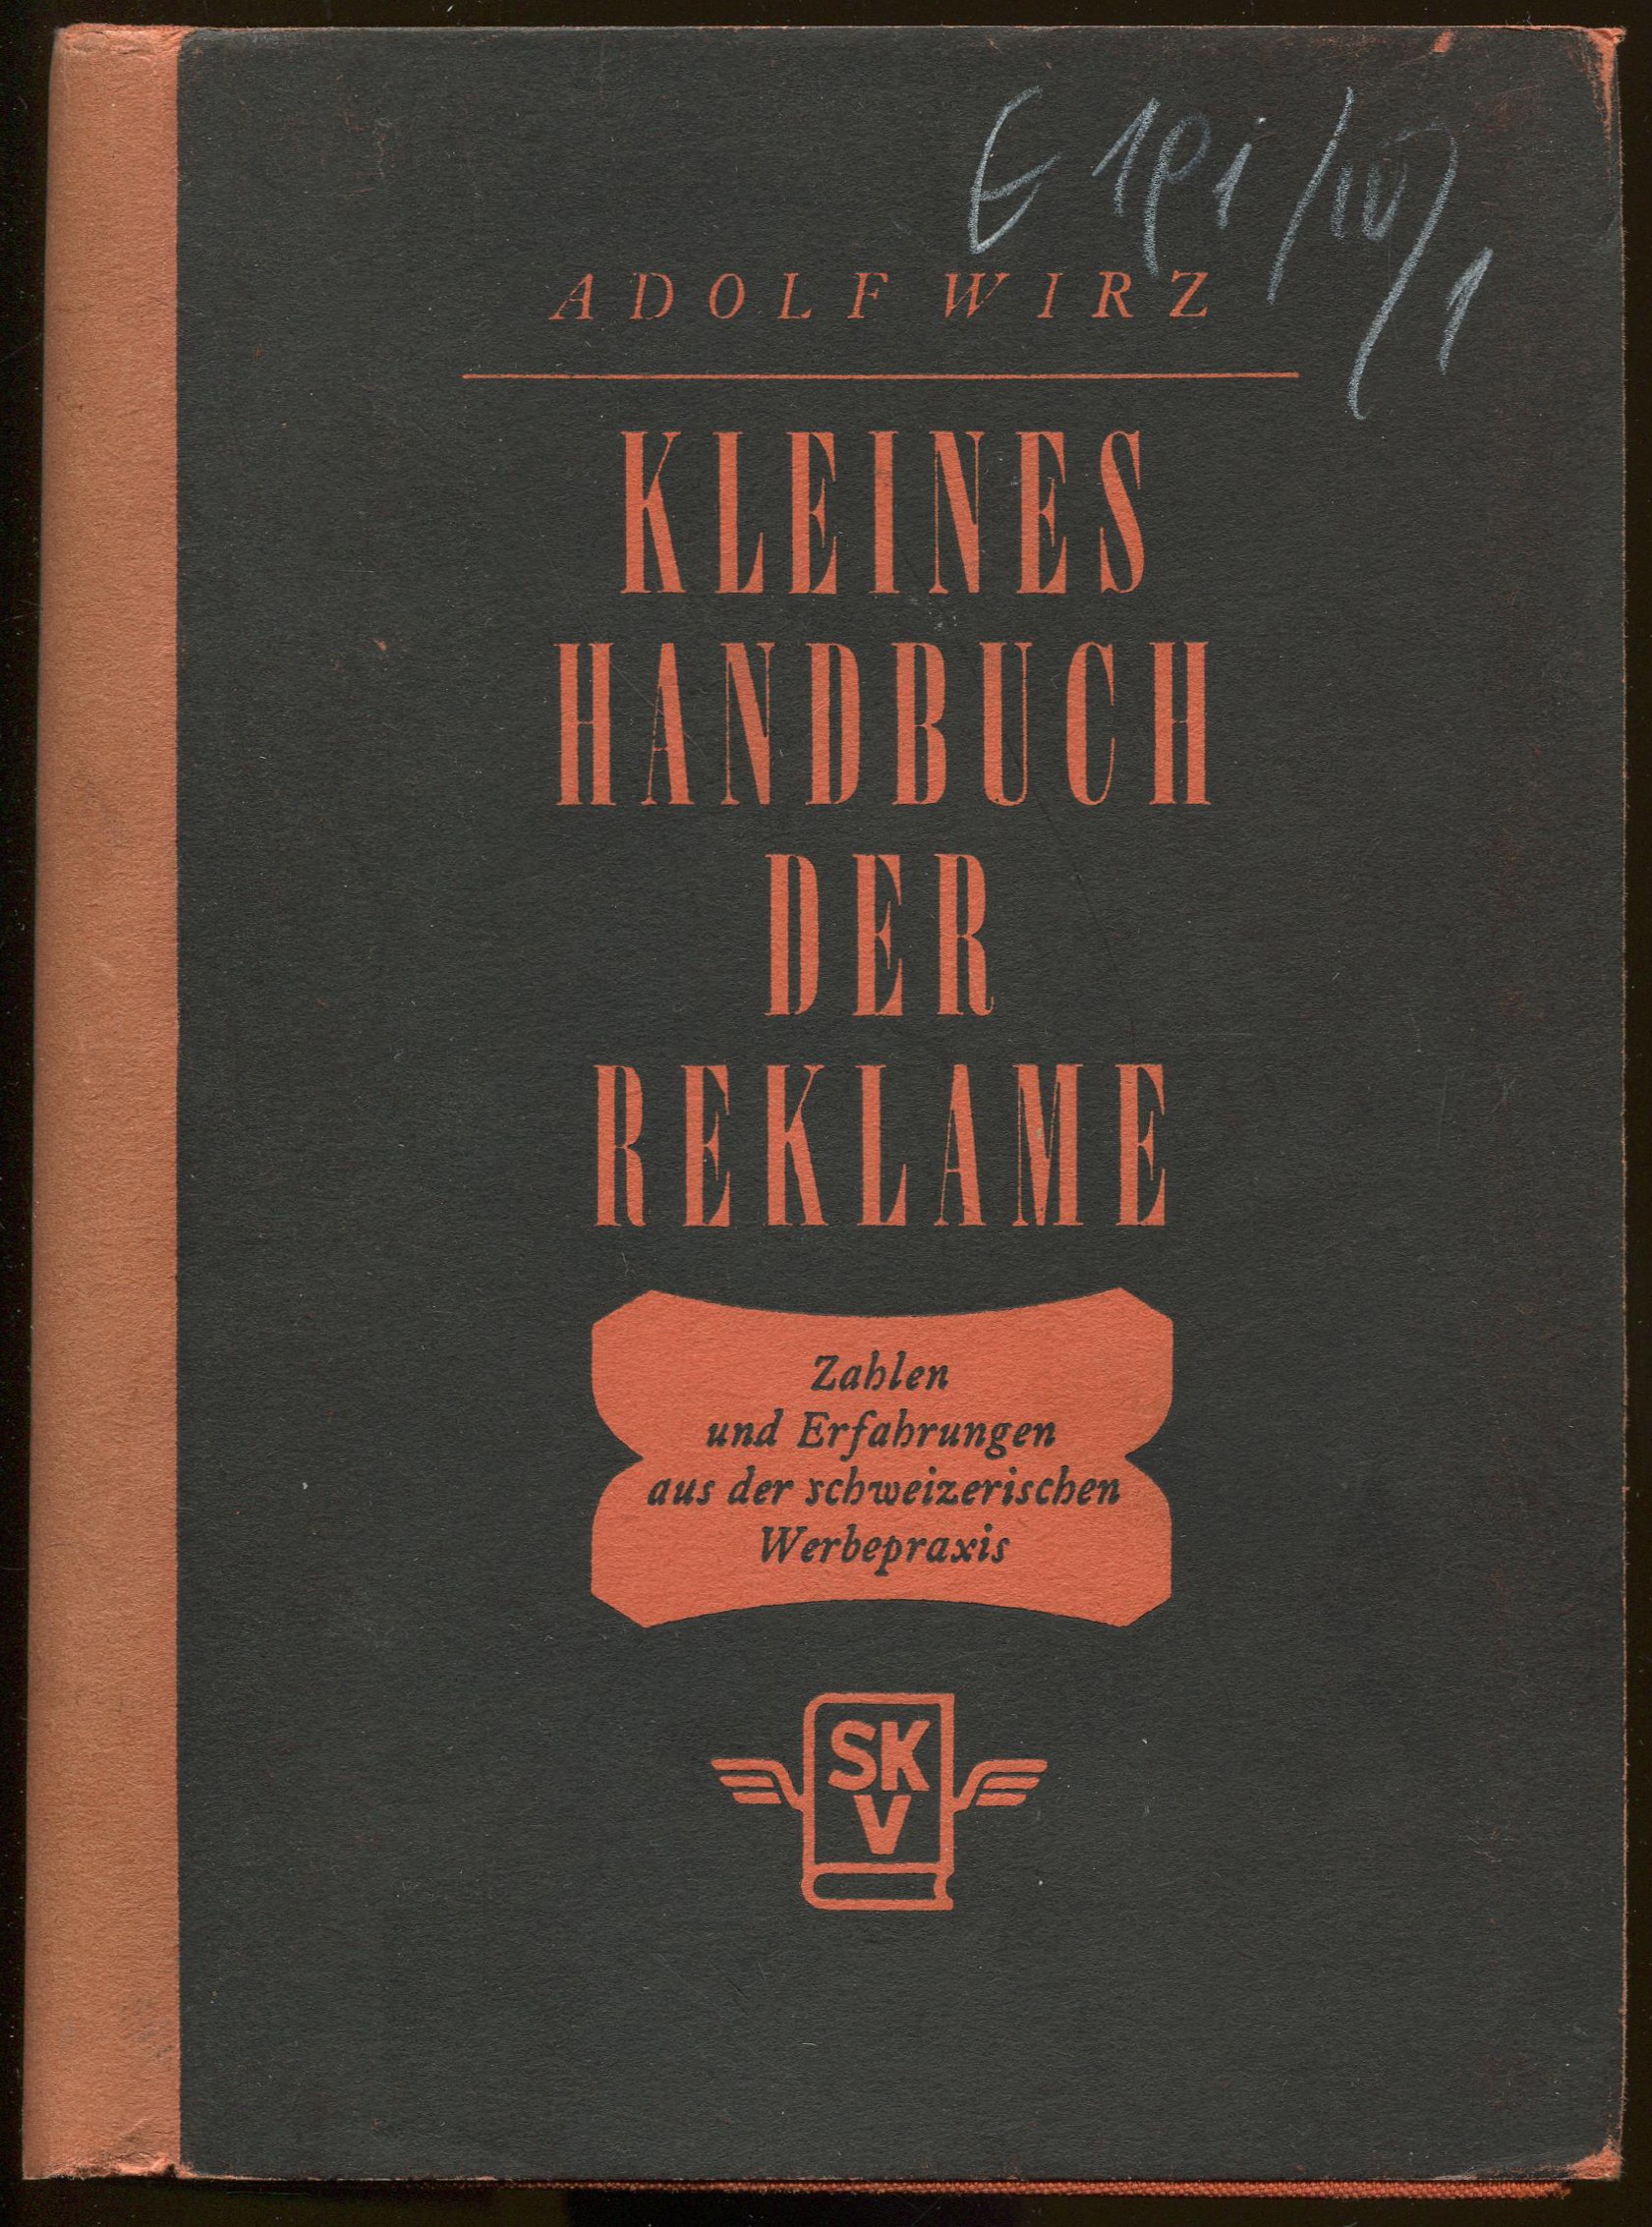 ADOLF WIRZ
KLEINES
HANDBUCH
DER
REKLAME
Zahlen
und Erfahrungen
aus der schweizerischen
Werbepraxis
SK
V